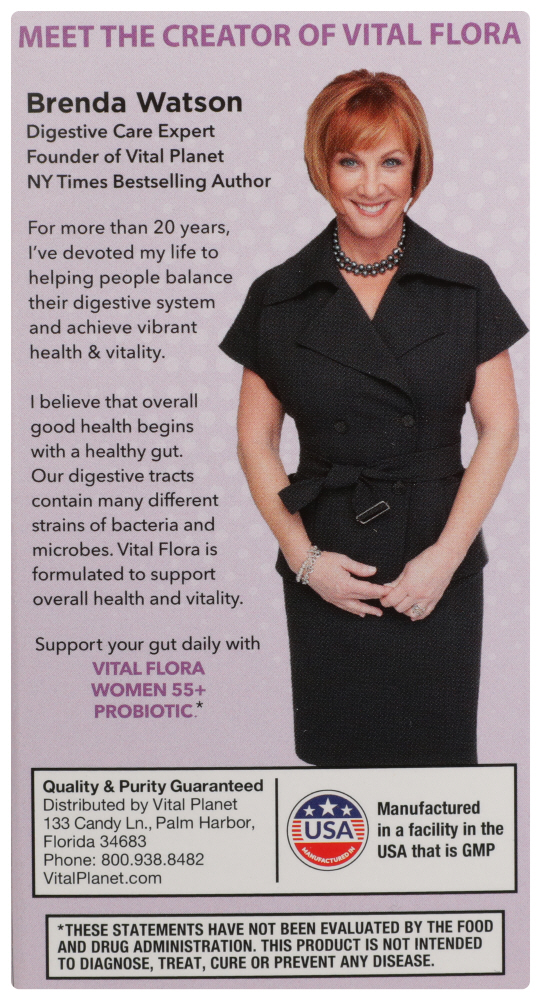 MEET THE CREATOR OF VITAL FLORA
Brenda Watson
Digestive Care Expert
Founder of Vital Planet
NY Times Bestselling Author
For more than 20 years,
I've devoted my life to
helping people balance
their digestive system
and achieve vibrant
health & vitality.
I believe that overall
good health begins
with a healthy gut.
Our digestive tracts
contain many different
strains of bacteria and
microbes. Vital Flora is
formulated to support
overall health and vitality.
Support your gut daily with
VITAL FLORA
WOMEN 55+
PROBIOTIC.*
Quality & Purity Guaranteed
Distributed by Vital Planet
133 Candy Ln., Palm Harbor,
Florida 34683
Phone: 800.938.8482
VitalPlanet.com
USA
MANUFACTURED IN
Manufactured
in a facility in the
USA that is GMP
*THESE STATEMENTS HAVE NOT BEEN EVALUATED BY THE FOOD
AND DRUG ADMINISTRATION. THIS PRODUCT IS NOT INTENDED
TO DIAGNOSE, TREAT, CURE OR PREVENT ANY DISEASE.